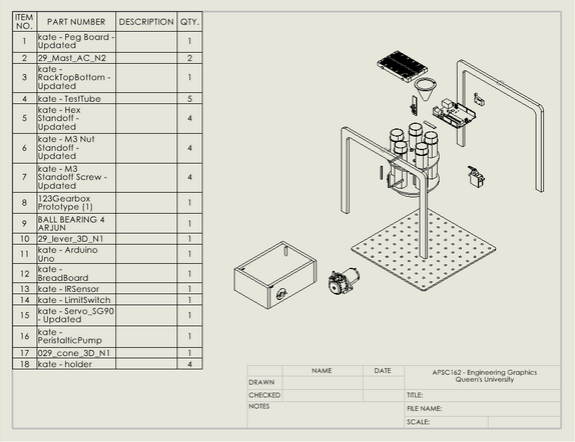 ITEM NO. PART NUMBER DESCRIPTION QTY.
1 kate - Peg Board - Updated 1
2 29_Mast_AC_N2 2
3 kate - RackTopBottom - Updated 1
4 kate - TestTube 5
5 kate - Hex Standoff - Updated 4
6 kate - M3 Nut Standoff - Updated 4
7 kate - M3 Standoff Screw - Updated 4
8 123Gearbox Prototype (1) 1
9 BALL BEARING 4 ARJUN 1
10 29_lever_3D_N1 1
11 kate - Arduino Uno 1
12 kate - BreadBoard 1
13 kate - IRSensor 1
14 kate - LimitSwitch 1
15 kate - Servo_SG90 - Updated 1
16 kate - PeristalticPump 1
17 029_cone_3D_N1 1
18 kate - holder 4
NAME DATE
DRAWN
CHECKED
NOTES
APSC162 - Engineering Graphics
Queen's University
TITLE:
FILE NAME:
SCALE: